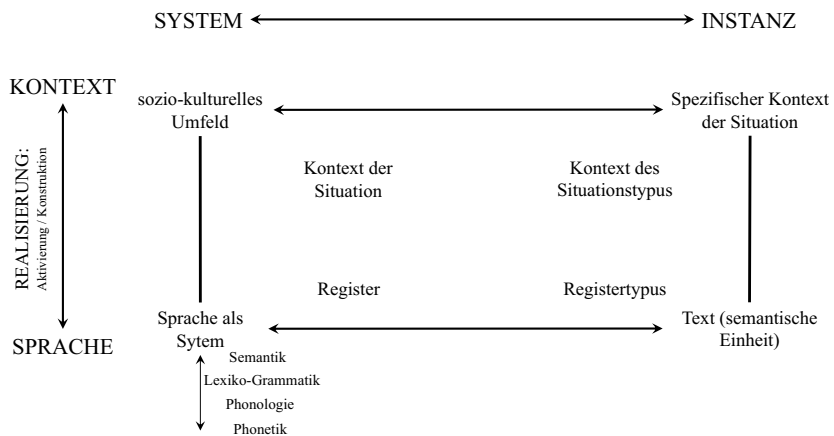 SYSTEM
INSTANZ
KONTEXT
sozio-kulturelles
Umfeld
Spezifischer Kontext
der Situation
REALISIERUNG:
Aktivierung / Konstruktion
Kontext der
Situation
Kontext des
Situationstypus
Register
Registertypus
SPRACHE
Sprache als
Sytem
Text (semantische
Einheit)
Semantik
Lexiko-Grammatik
Phonologie
Phonetik